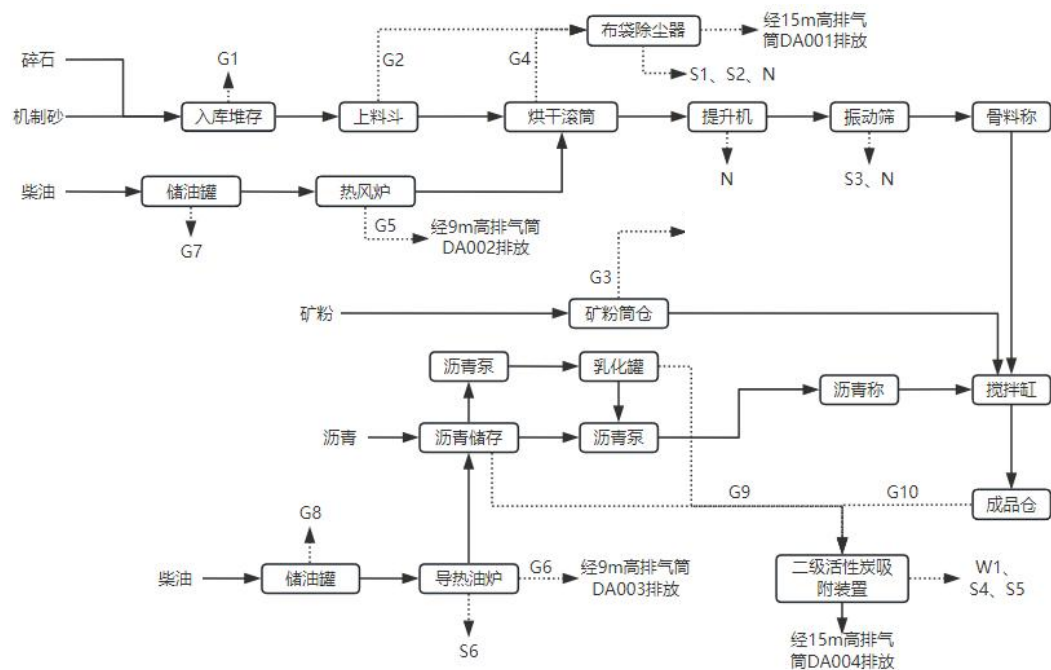 碎石
机制砂
G1
入库堆存
上料斗
G2
G4
布袋除尘器
经15m高排气
筒DA001排放
S1、S2、N
烘干滚筒
提升机
N
振动筛
S3、N
骨料称
柴油
储油罐
G7
热风炉
G5
经9m高排气筒
DA002排放
G3
矿粉
矿粉筒仓
沥青泵
乳化罐
沥青称
搅拌缸
沥青
沥青储存
沥青泵
G9
G10
成品仓
G8
柴油
储油罐
导热油炉
G6
经9m高排气筒
DA003排放
S6
二级活性炭吸
附装置
W1、
S4、S5
经15m高排气
筒DA004排放